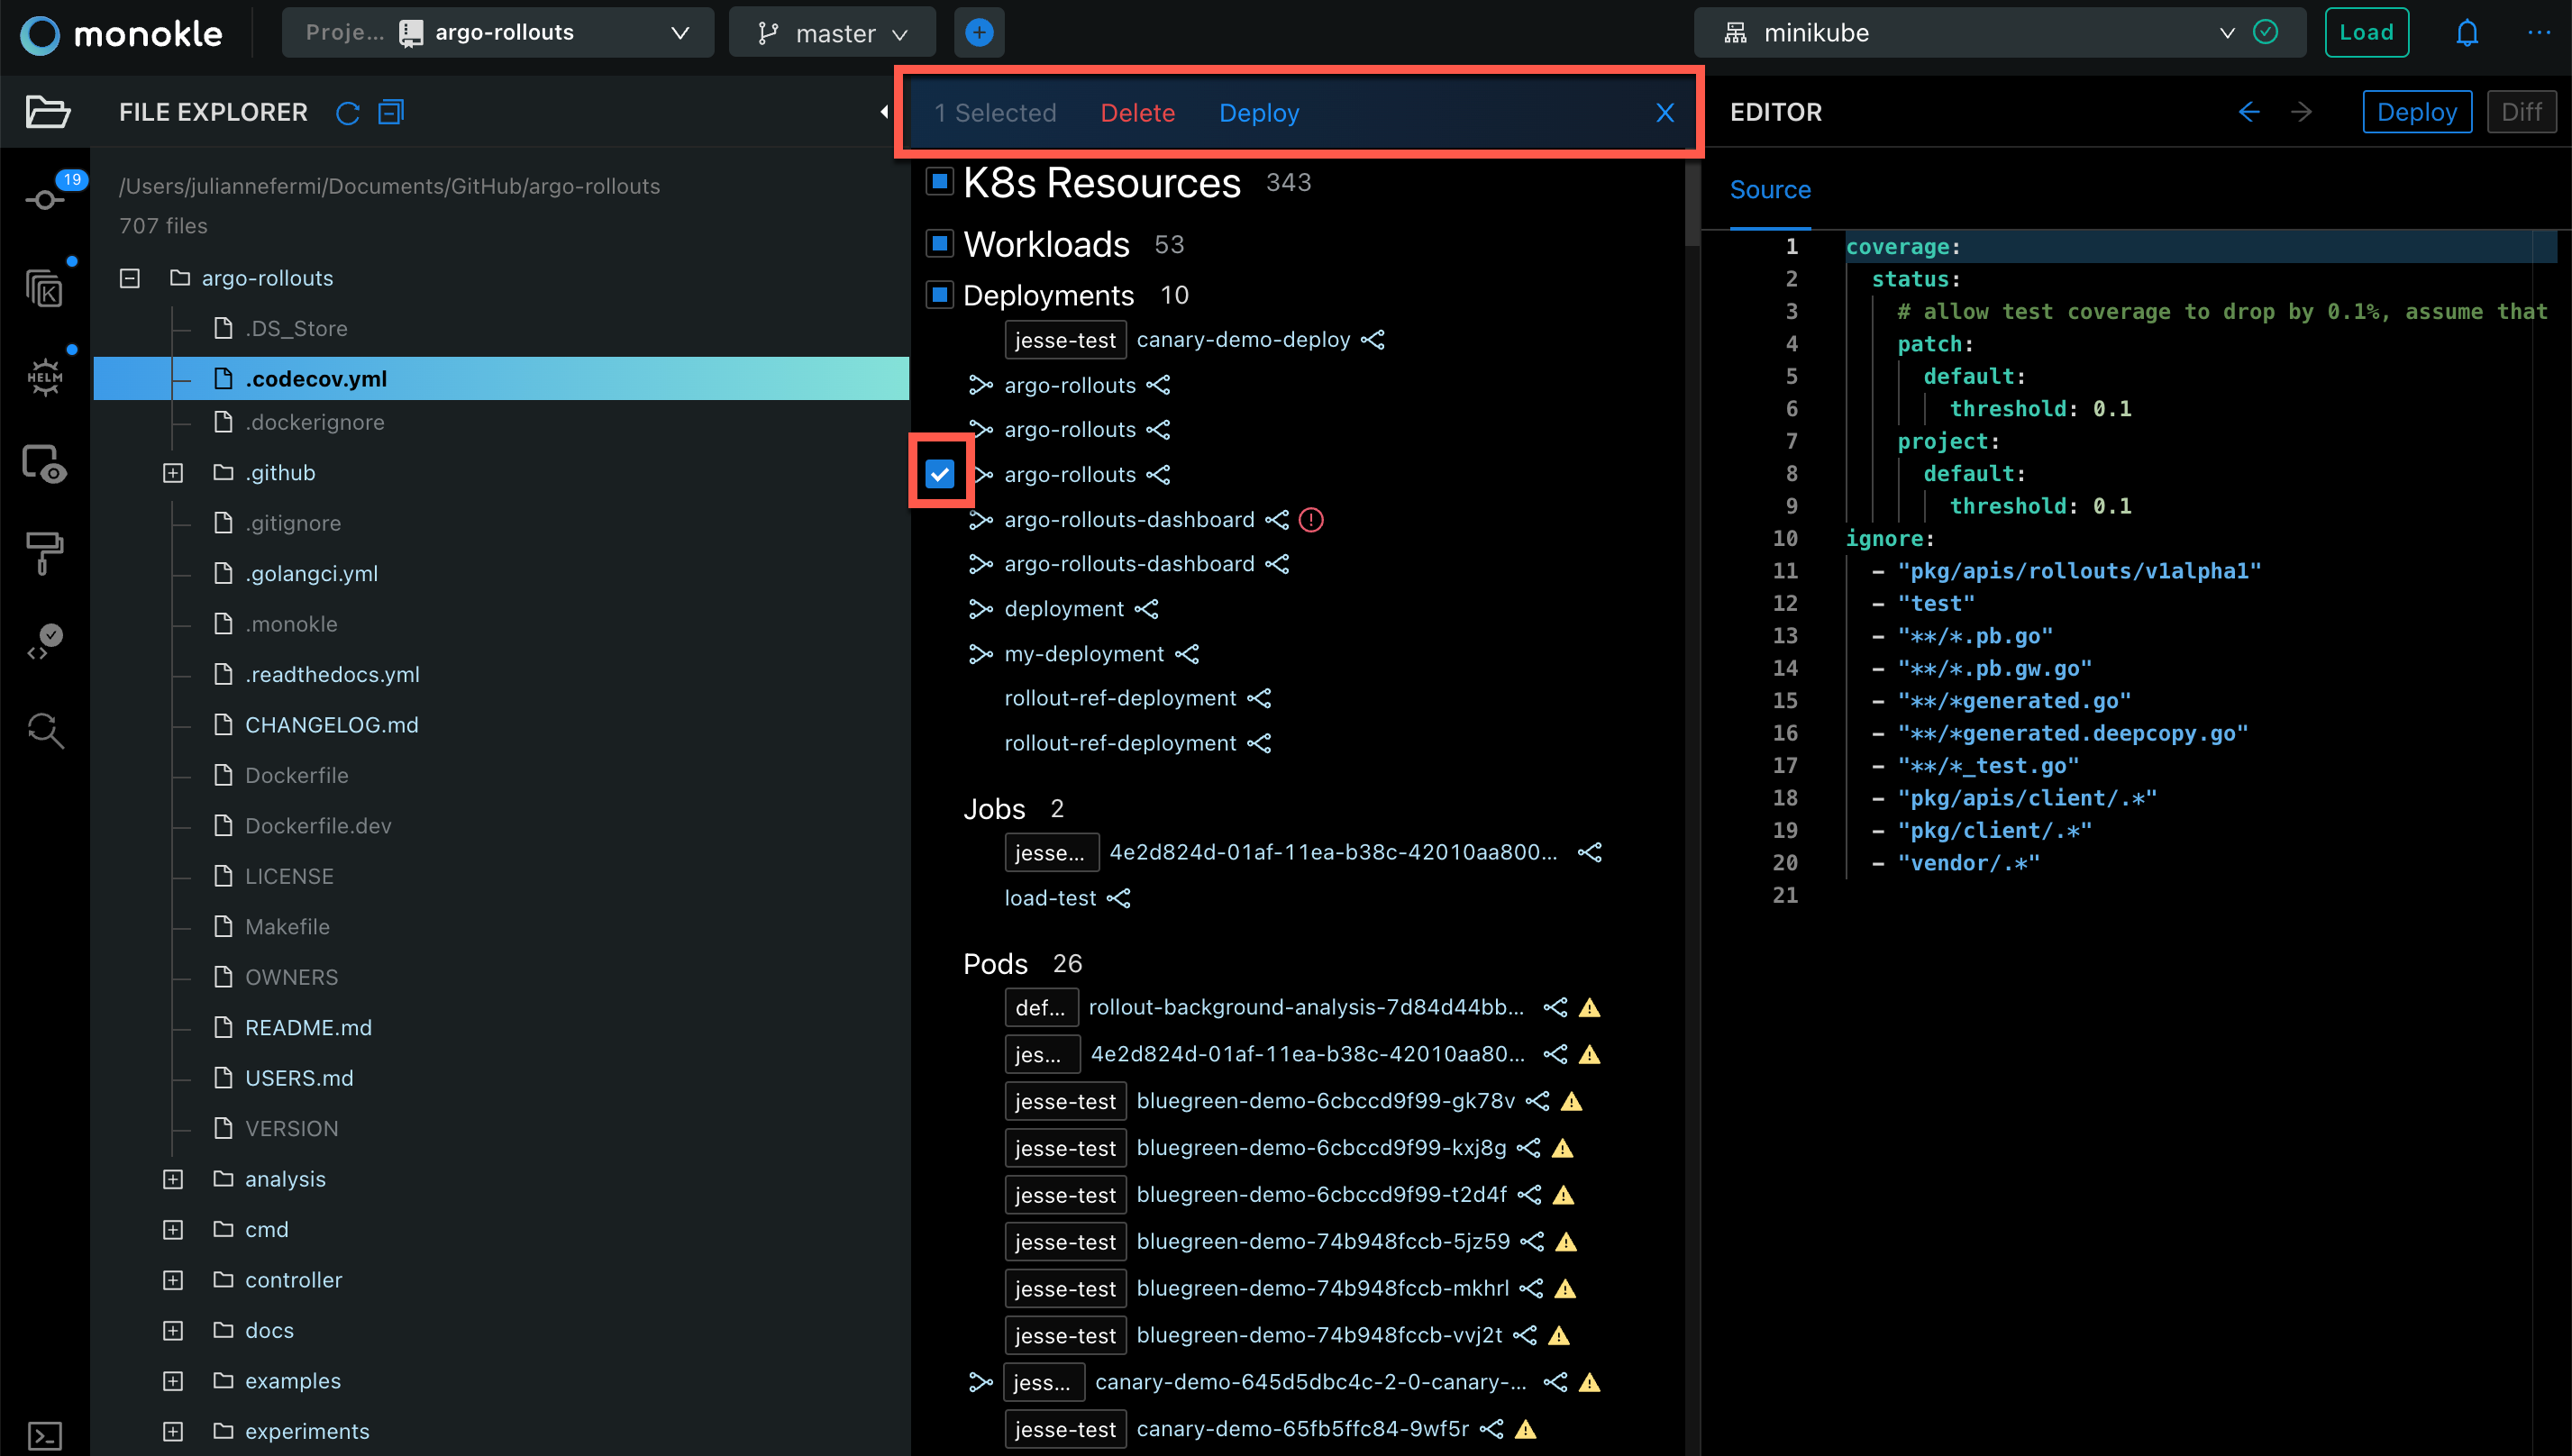 monokle
Proje... argo-rollouts
master
minikube
Load
FILE EXPLORER
1 Selected Delete Deploy X
EDITOR
Deploy
Diff
19
K
HELM
/Users/juliannefermi/Documents/GitHub/argo-rollouts
707 files
argo-rollouts
.DS_Store
.codecov.yml
.dockerignore
.github
.gitignore
.golangci.yml
.monokle
.readthedocs.yml
CHANGELOG.md
Dockerfile
Dockerfile.dev
LICENSE
Makefile
OWNERS
README.md
USERS.md
VERSION
analysis
cmd
controller
docs
examples
experiments
K8s Resources 343
Workloads 53
Deployments 10
jesse-test canary-demo-deploy
argo-rollouts
argo-rollouts
argo-rollouts
argo-rollouts-dashboard
argo-rollouts-dashboard
deployment
my-deployment
rollout-ref-deployment
rollout-ref-deployment
Jobs 2
jesse... 4e2d824d-01af-11ea-b38c-42010aa800...
load-test
Pods 26
def... rollout-background-analysis-7d84d44bb...
jes... 4e2d824d-01af-11ea-b38c-42010aa80...
jesse-test bluegreen-demo-6cbccd9f99-gk78v
jesse-test bluegreen-demo-6cbccd9f99-kxj8g
jesse-test bluegreen-demo-6cbccd9f99-t2d4f
jesse-test bluegreen-demo-74b948fccb-5jz59
jesse-test bluegreen-demo-74b948fccb-mkhrl
jesse-test bluegreen-demo-74b948fccb-vvj2t
jess... canary-demo-645d5dbc4c-2-0-canary-...
jesse-test canary-demo-65fb5ffc84-9wf5r
Source
1 coverage:
2 status:
3 # allow test coverage to drop by 0.1%, assume that
4 patch:
5 default:
6 threshold: 0.1
7 project:
8 default:
9 threshold: 0.1
10 ignore:
11 - "pkg/apis/rollouts/v1alpha1"
12 - "test"
13 - "**/*.pb.go"
14 - "**/*.pb.gw.go"
15 - "**/*generated.go"
16 - "**/*generated.deepcopy.go"
17 - "**/*_test.go"
18 - "pkg/apis/client/.*"
19 - "pkg/client/.*"
20 - "vendor/.*"
21